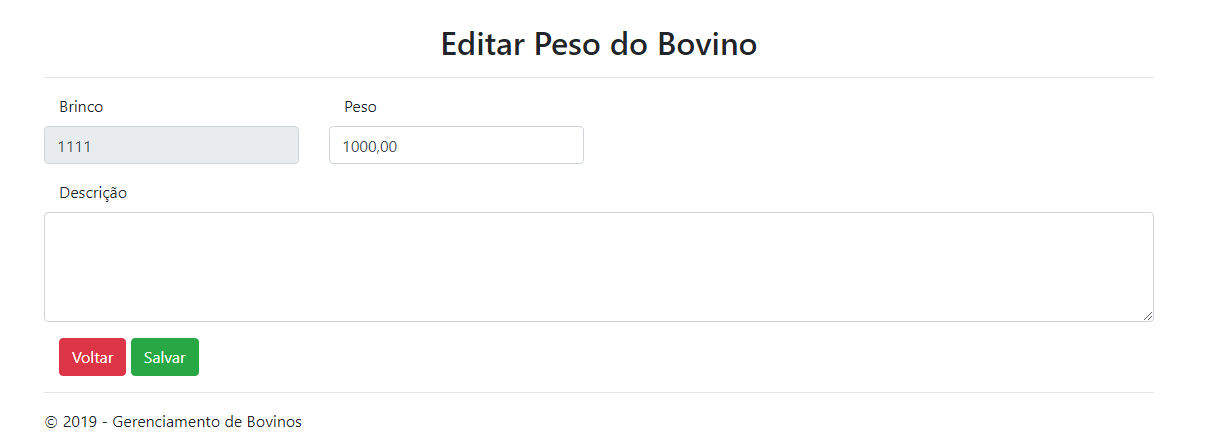 Editar Peso do Bovino
Brinco Peso
1111 1000,00
Descrição
Voltar Salvar
© 2019 - Gerenciamento de Bovinos